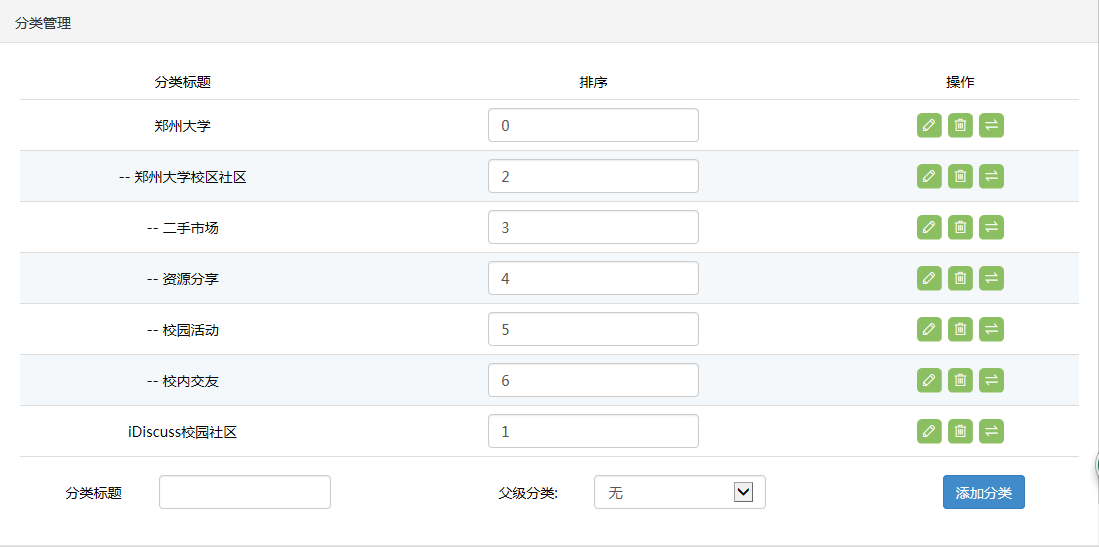 分类管理
分类标题 排序 操作
郑州大学 0
-- 郑州大学校区社区 2
-- 二手市场 3
-- 资源分享 4
-- 校园活动 5
-- 校内交友 6
iDiscuss校园社区 1
分类标题 父级分类: 无 添加分类